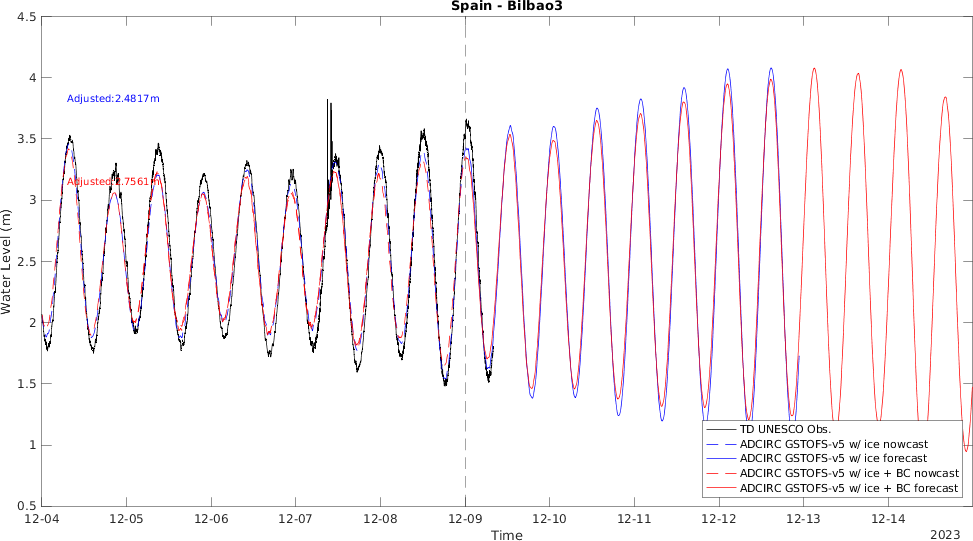 Spain - Bilbao3
4.5
4
3.5
3
2.5
2
1.5
1
0.5
Water Level (m)
Adjusted:2.4817m
Adjusted:2.7561m
TD UNESCO Obs.
ADCIRC GSTOFS-v5 w/ ice nowcast
ADCIRC GSTOFS-v5 w/ ice forecast
ADCIRC GSTOFS-v5 w/ ice + BC nowcast
ADCIRC GSTOFS-v5 w/ ice + BC forecast
12-04 12-05 12-06 12-07 12-08 12-09 12-10 12-11 12-12 12-13 12-14
Time
2023